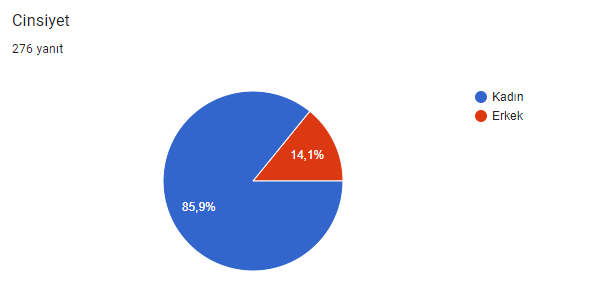 Cinsiyet
276 yanıt
Kadın
Erkek
14,1%
85,9%